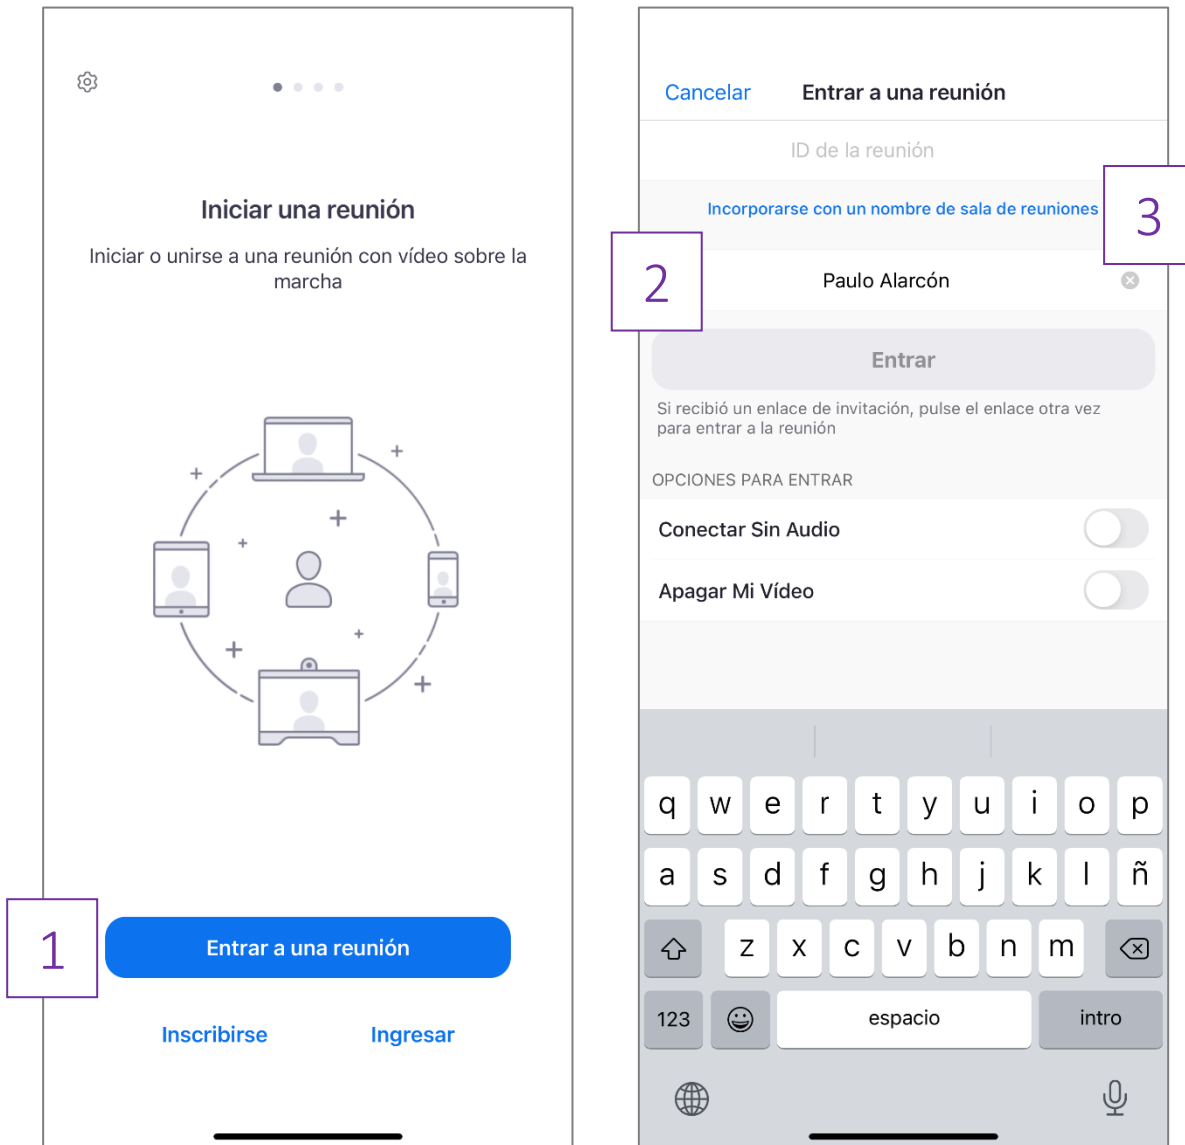 Iniciar una reunión
Iniciar o unirse a una reunión con vídeo sobre la
marcha
1
Entrar a una reunión
Inscribirse Ingresar
Cancelar Entrar a una reunión
ID de la reunión
Incorporarse con un nombre de sala de reuniones
3
2
Paulo Alarcón
Entrar
Si recibió un enlace de invitación, pulse el enlace otra vez
para entrar a la reunión
OPCIONES PARA ENTRAR
Conectar Sin Audio
Apagar Mi Vídeo
q w e r t y u i o p
a s d f g h j k l ñ
z x c v b n m
123 espacio intro